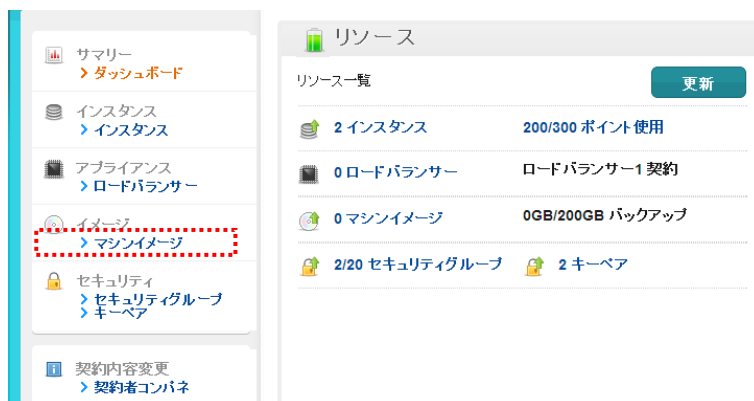 サマリー
ダッシュボード
インスタンス
インスタンス
アプライアンス
ロードバランサー
イメージ
マシンイメージ
セキュリティ
セキュリティグループ
キーペア
契約内容変更
契約者コンパネ
リソース
リソース一覧
更新
2 インスタンス
200/300 ポイント使用
0 ロードバランサー
ロードバランサー1 契約
0 マシンイメージ
0GB/200GB バックアップ
2/20 セキュリティグループ
2 キーペア